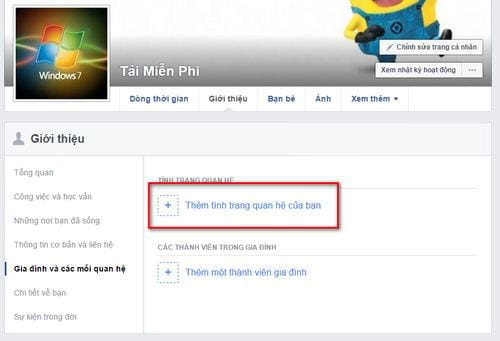 Windows 7
Tải Miễn Phí
Chỉnh sửa trang cá nhân
Xem nhật ký hoạt động
...
Dòng thời gian
Giới thiệu
Bạn bè
Ảnh
Xem thêm
Giới thiệu
Tổng quan
Công việc và học vấn
Những nơi bạn đã sống
Thông tin cơ bản và liên hệ
Gia đình và các mối quan hệ
Chi tiết về bạn
Sự kiện trong đời
TÌNH TRẠNG QUAN HỆ
+ Thêm tình trạng quan hệ của bạn
CÁC THÀNH VIÊN TRONG GIA ĐÌNH
+ Thêm một thành viên gia đình